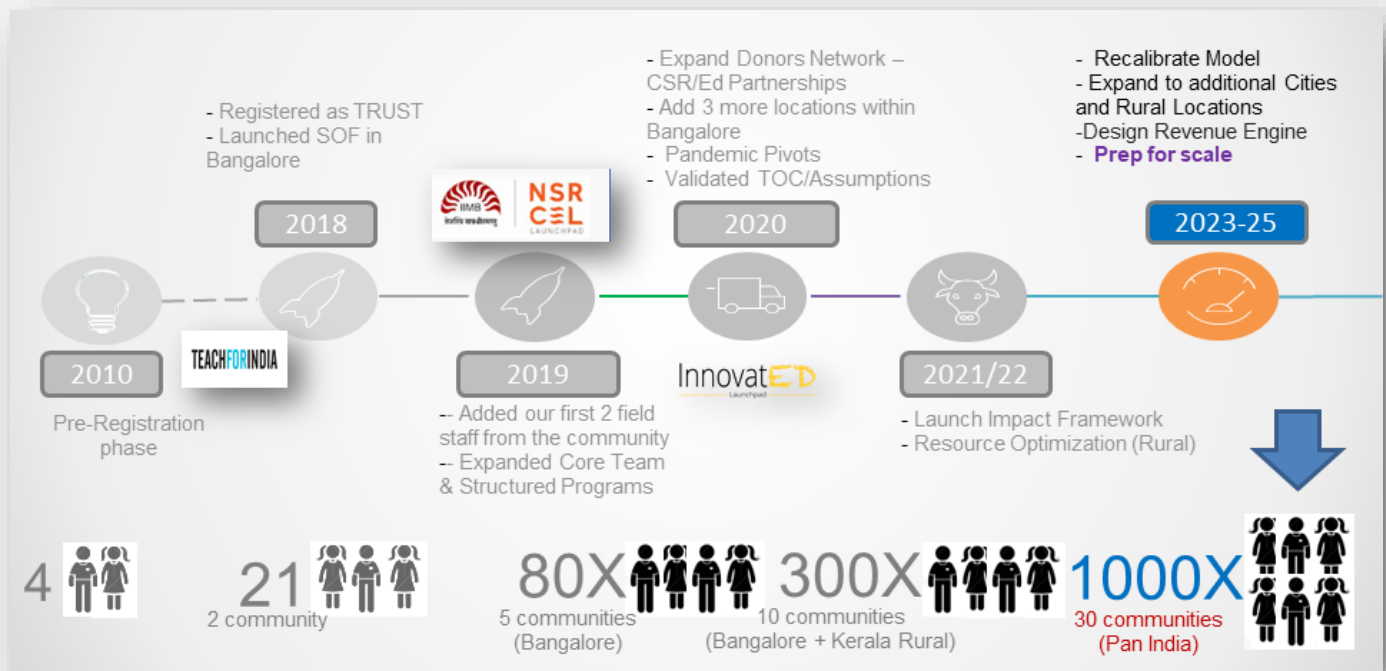 - Registered as TRUST
- Launched SOF in
Bangalore
- Expand Donors Network –
CSR/Ed Partnerships
- Add 3 more locations within
Bangalore
- Pandemic Pivots
- Validated TOC/Assumptions
- Recalibrate Model
- Expand to additional Cities
and Rural Locations
-Design Revenue Engine
- Prep for scale
IIMB
NSR
CEL
LAUNCHPAD
2018
2020
2023-25
TEACHFORINDIA
InnovatED
Launchpad
2010
2019
2021/22
Pre-Registration
phase
-- Added our first 2 field
staff from the community
-- Expanded Core Team
& Structured Programs
- Launch Impact Framework
- Resource Optimization (Rural)
4
21
2 community
80X
5 communities
(Bangalore)
300X
10 communities
(Bangalore + Kerala Rural)
1000X
30 communities
(Pan India)